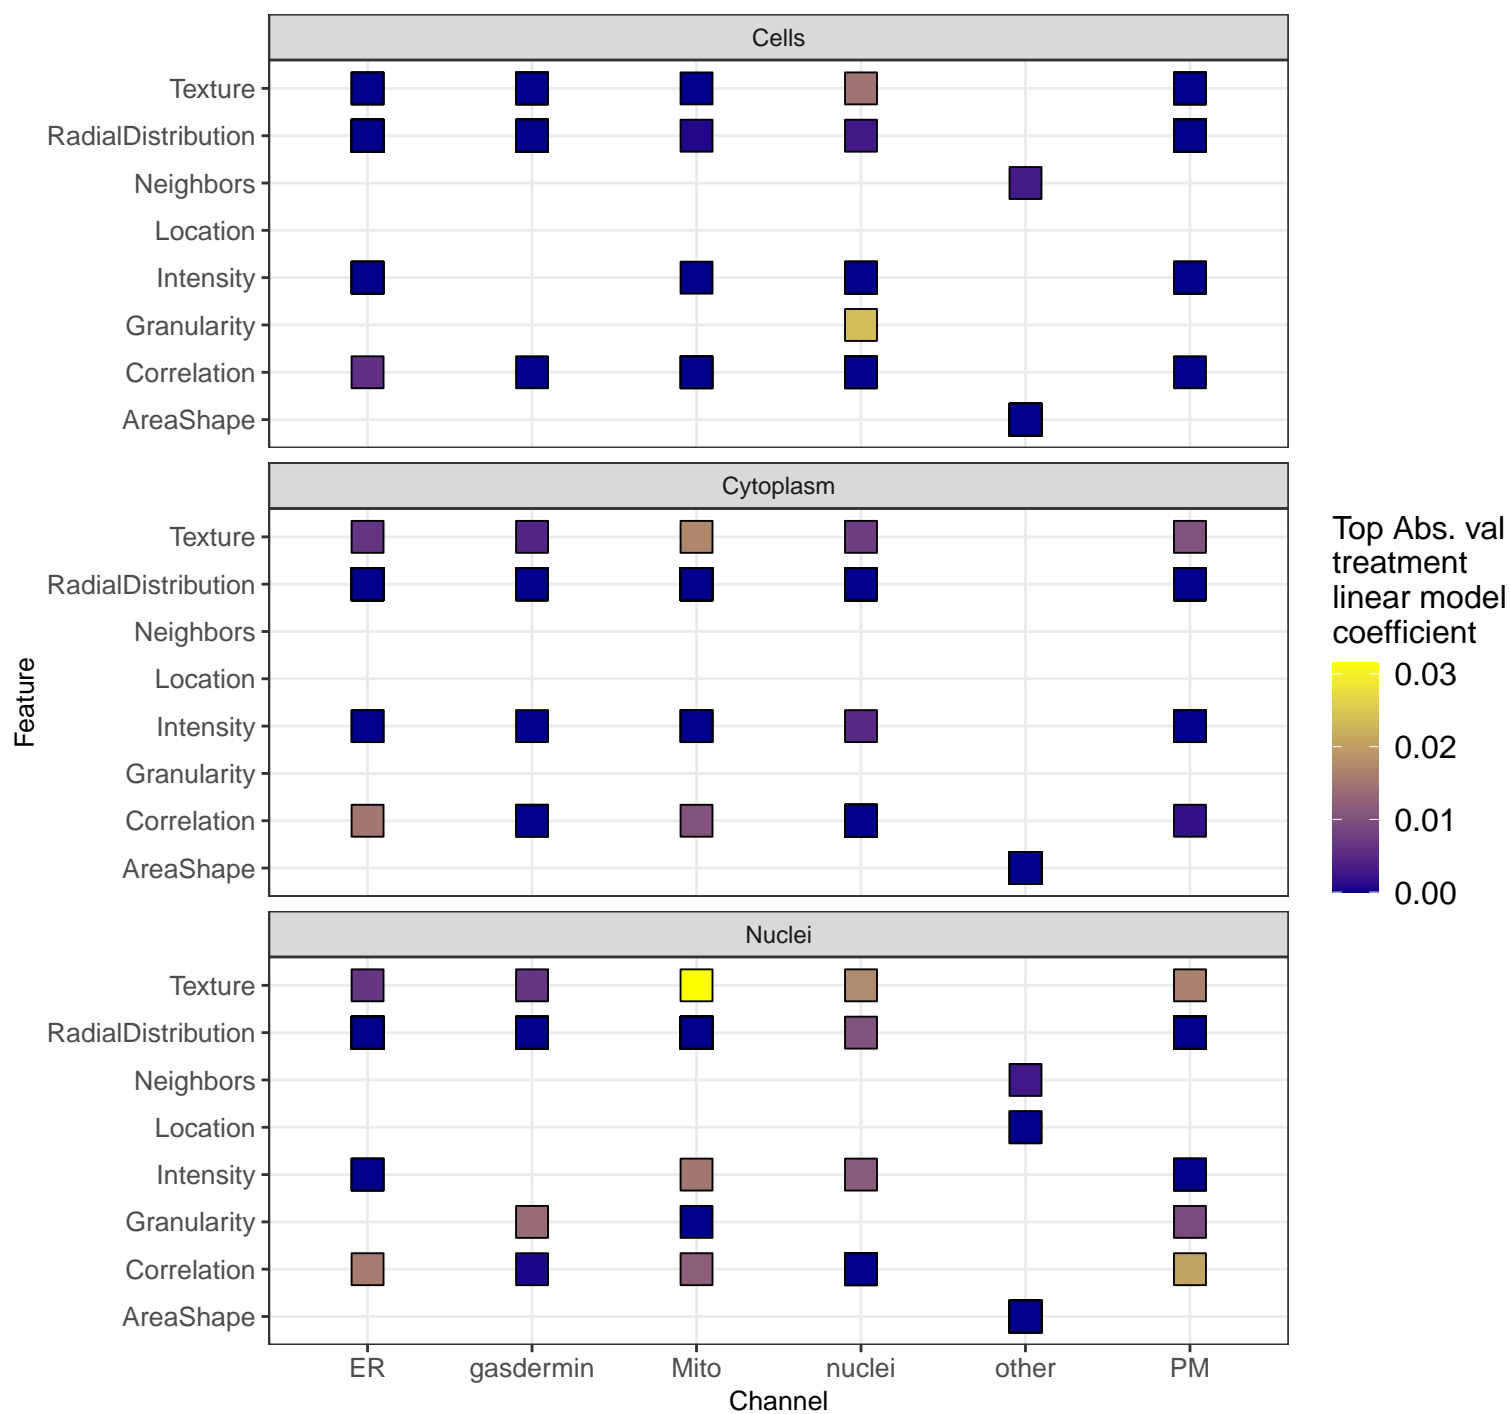 Cells
Texture
RadialDistribution
Neighbors
Location
Intensity
Granularity
Correlation
AreaShape
Cytoplasm
Texture
RadialDistribution
Neighbors
Location
Intensity
Granularity
Correlation
AreaShape
Nuclei
Texture
RadialDistribution
Neighbors
Location
Intensity
Granularity
Correlation
AreaShape
ER gasdermin Mito nuclei other PM
Channel
Feature
Top Abs. val
treatment
linear model
coefficient
0.03
0.02
0.01
0.00